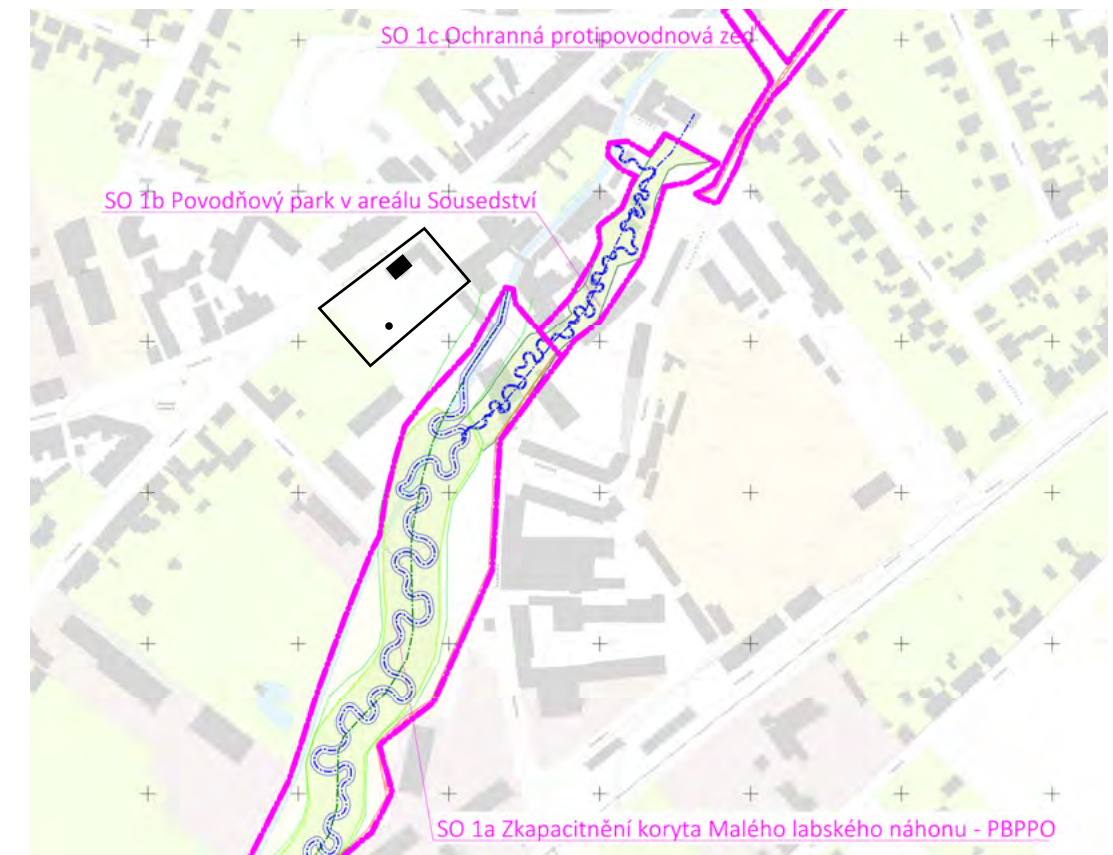 SO 1c Ochranná protipovodnová zeď
SO 1b Povodňový park v areálu Sousedství
SO 1a Zkapacitnění koryta Malého labského náhonu - PBPPO